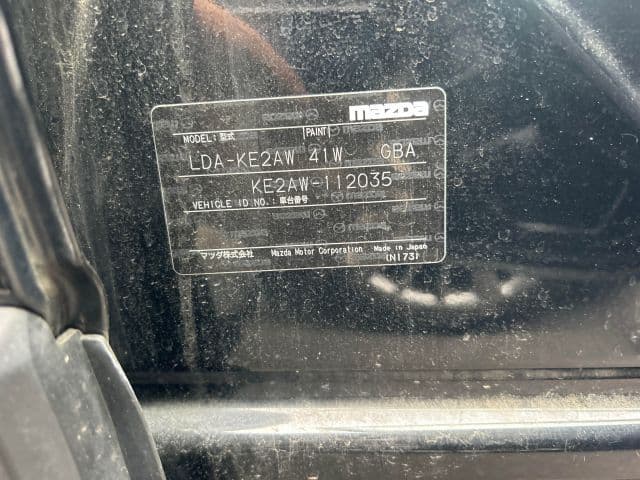 mazda
MODEL:型式 PAINT
LDA-KE2AW 41W GBA
KE2AW-112035
VEHICLE ID NO.:車台番号
マツダ株式会社 Mazda Motor Corporation Made in Japan
(N173)